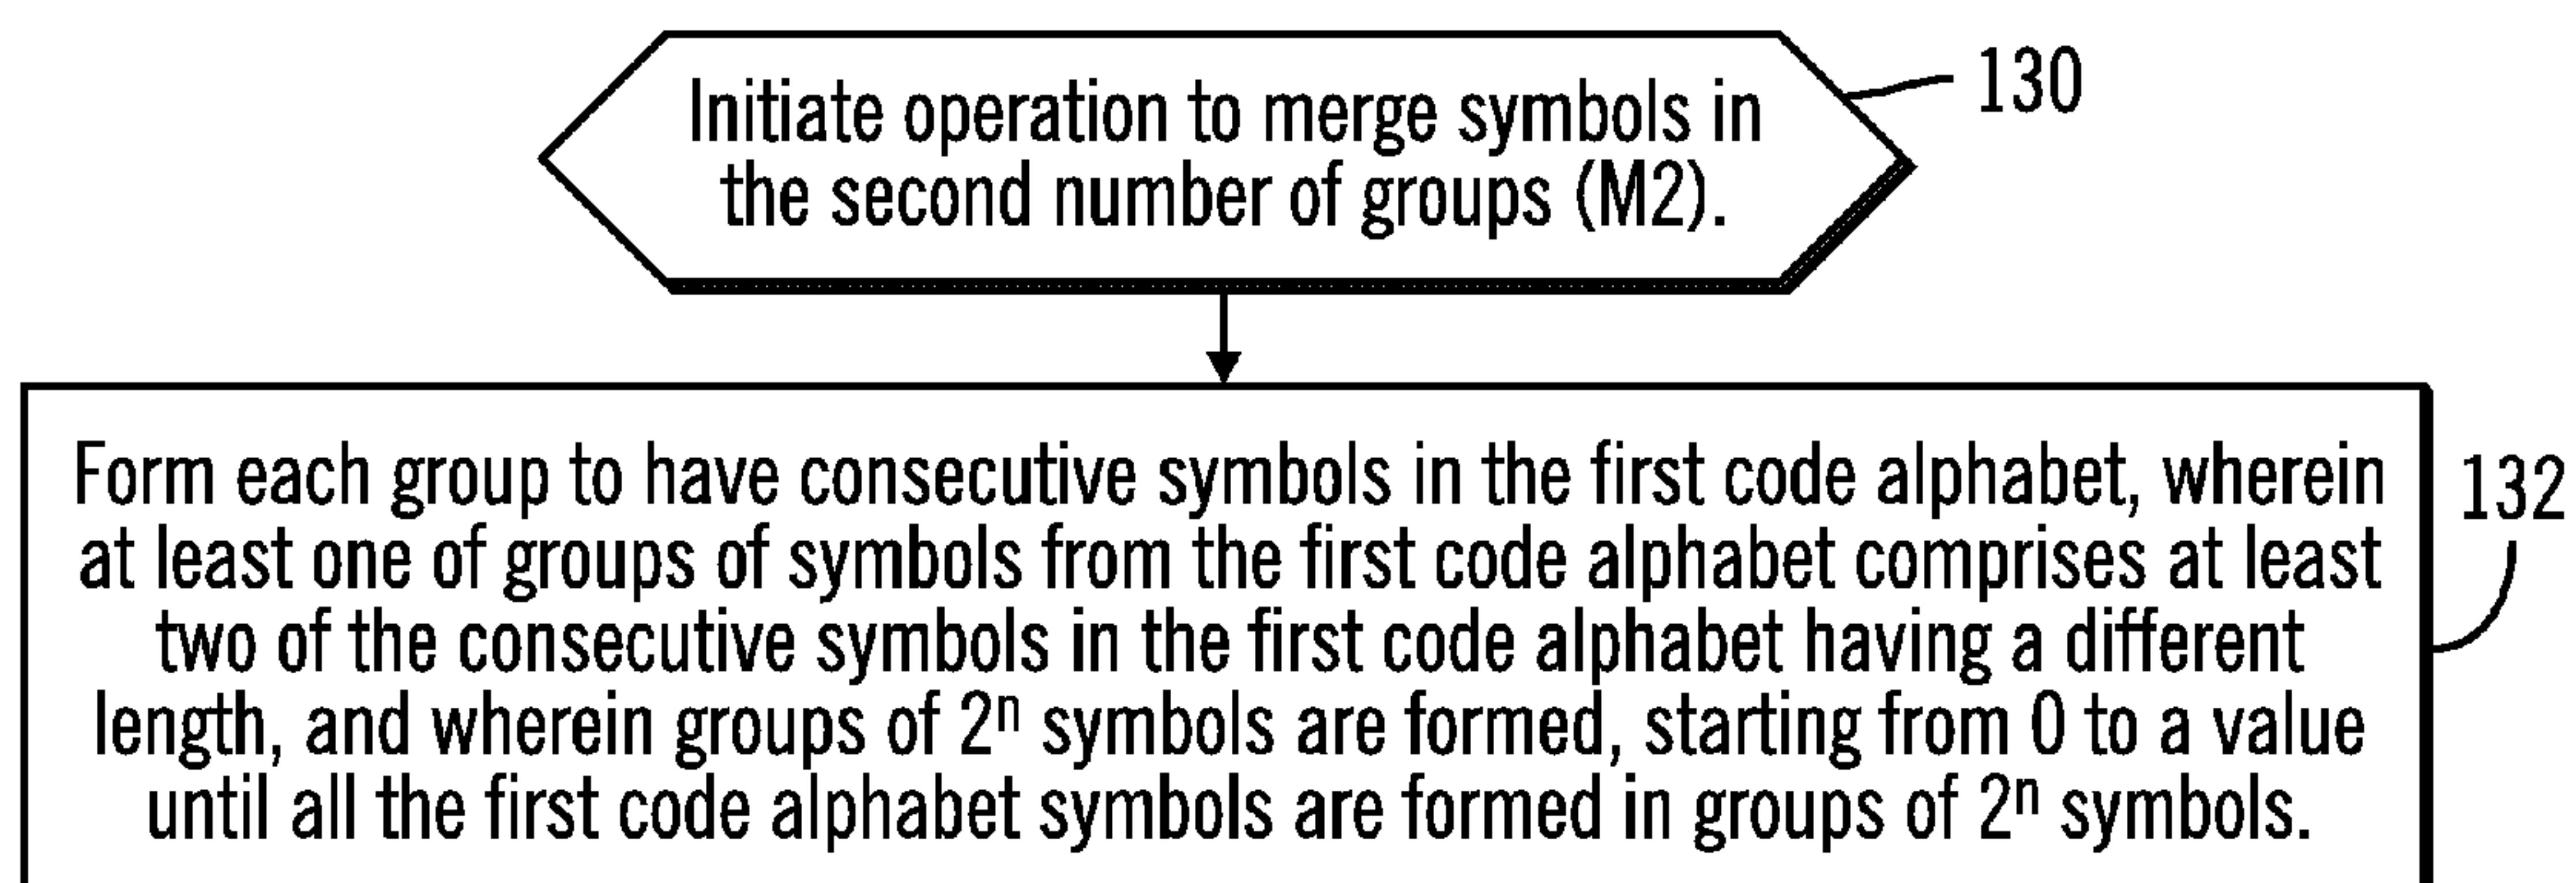 Initiate operation to merge symbols in
the second number of groups (M2).
130
Form each group to have consecutive symbols in the first code alphabet, wherein
at least one of groups of symbols from the first code alphabet comprises at least
two of the consecutive symbols in the first code alphabet having a different
length, and wherein groups of 2ⁿ symbols are formed, starting from 0 to a value
until all the first code alphabet symbols are formed in groups of 2ⁿ symbols.
132